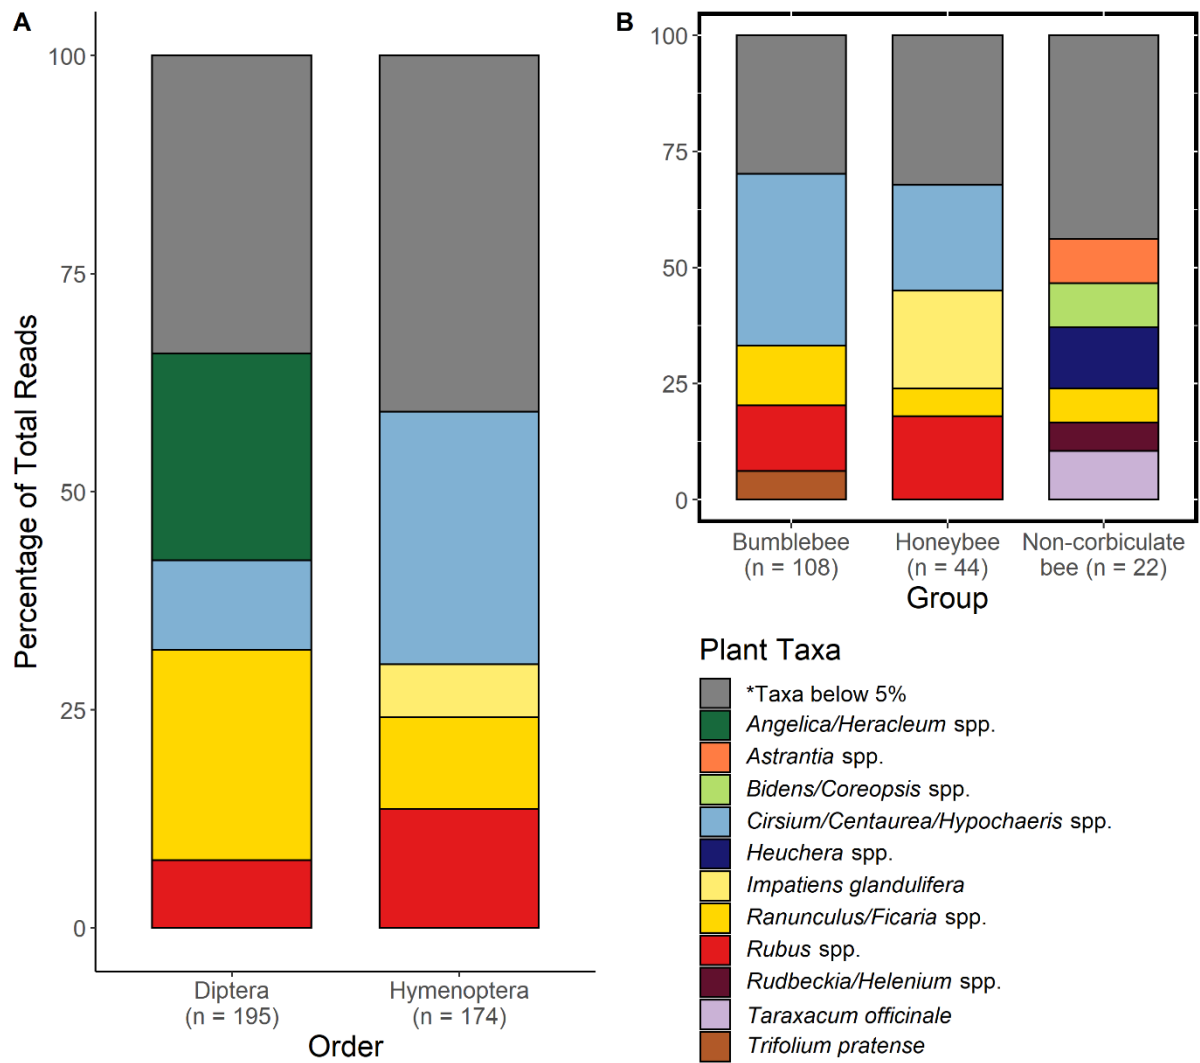 A
Percentage of Total Reads
100
75
50
25
0
Diptera
(n = 195)
Hymenoptera
(n = 174)
Order
B
100
75
50
25
0
Bumblebee
(n = 108)
Honeybee
(n = 44)
Non-corbiculate
bee (n = 22)
Group
Plant Taxa
*Taxa below 5%
Angelica/Heracleum spp.
Astrantia spp.
Bidens/Coreopsis spp.
Cirsium/Centaurea/Hypochaeris spp.
Heuchera spp.
Impatiens glandulifera
Ranunculus/Ficaria spp.
Rubus spp.
Rudbeckia/Helenium spp.
Taraxacum officinale
Trifolium pratense